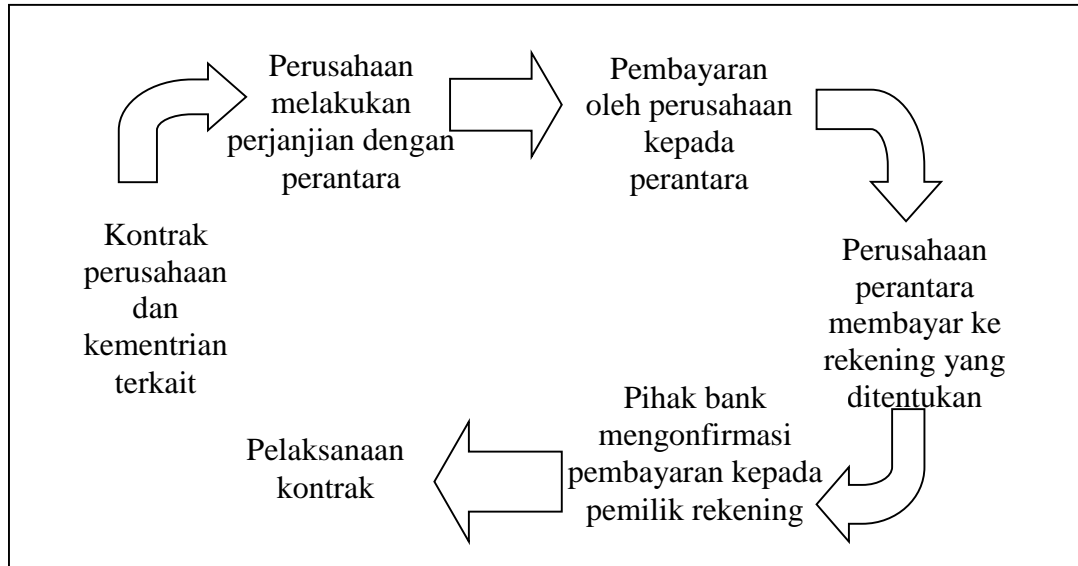 Kontrak
perusahaan
dan
kementrian
terkait
Perusahaan
melakukan
perjanjian dengan
perantara
Pembayaran
oleh perusahaan
kepada
perantara
Perusahaan
perantara
membayar ke
rekening yang
ditentukan
Pihak bank
mengonfirmasi
pembayaran kepada
pemilik rekening
Pelaksanaan
kontrak